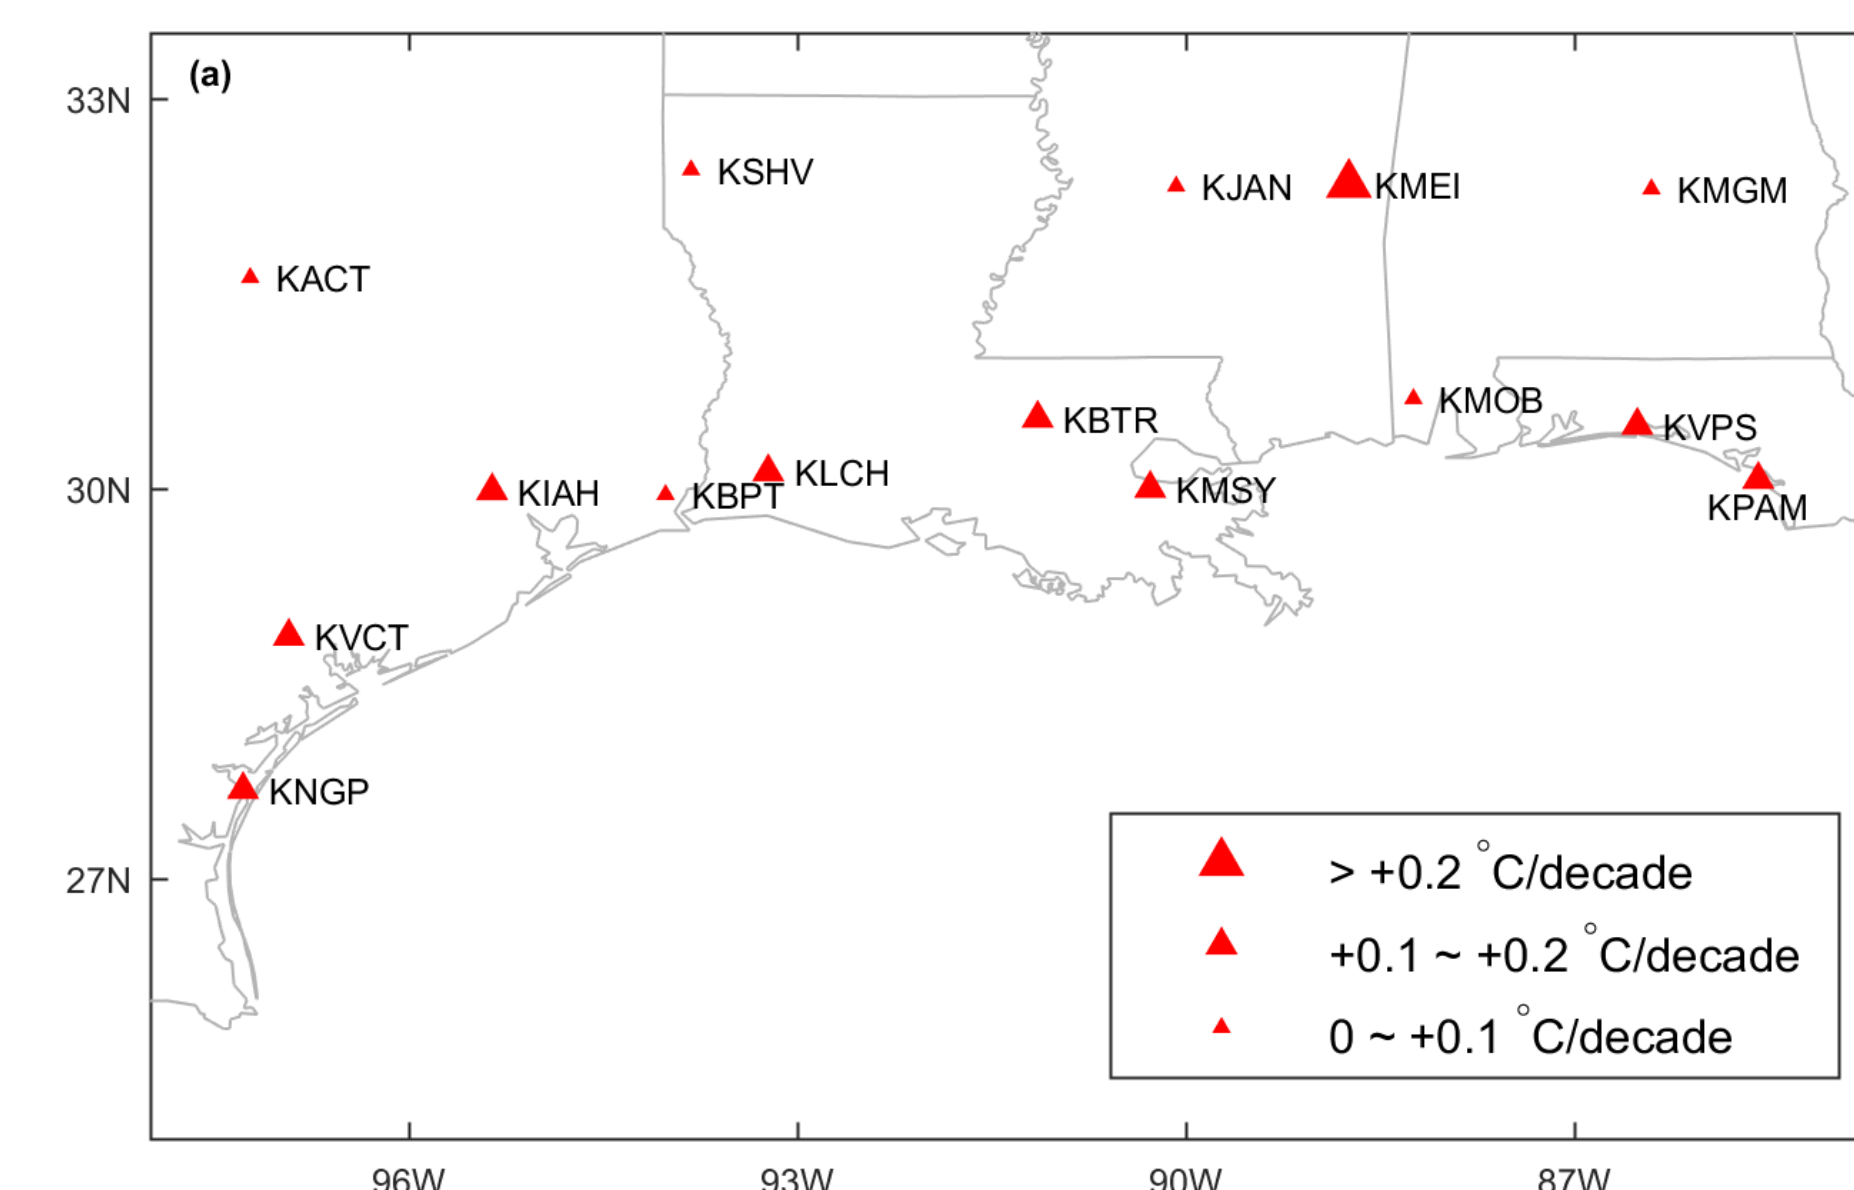 (a)
33N
KSHV
KJAN
KMEI
KMGM
KACT
KMOB
KBTR
KVPS
KLCH
30N
KIAH
KBPT
KMSY
KPAM
KVCT
KNGP
27N
> +0.2 °C/decade
+0.1 ~ +0.2 °C/decade
0 ~ +0.1 °C/decade
96W
93W
90W
87W